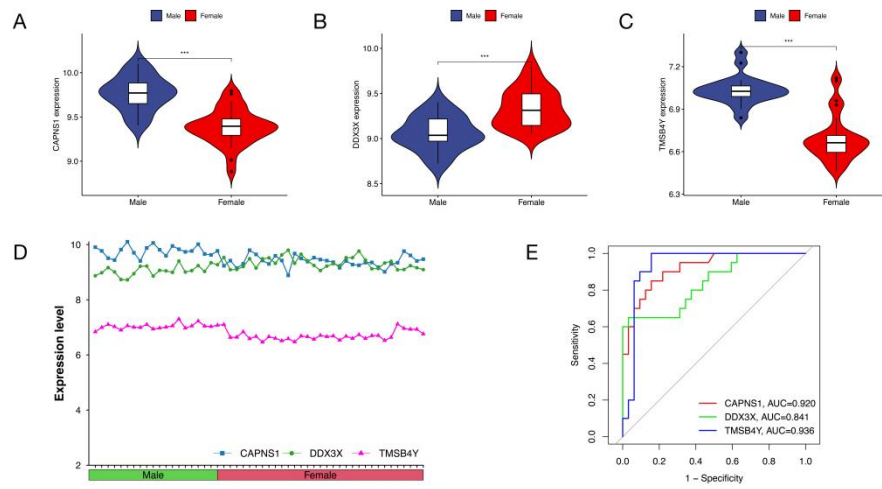 A
Male Female
***
CAPNS1 expression
10.0
9.5
9.0
Male Female
B
Male Female
***
DDX3X expression
10.0
9.5
9.0
8.5
Male Female
C
Male Female
***
TMSB4Y expression
7.2
6.9
6.6
6.3
Male Female
D
Expression level
10
8
6
4
2
CAPNS1 DDX3X TMSB4Y
Male Female
E
Sensitivity
1.0
0.8
0.6
0.4
0.2
0.0
CAPNS1, AUC=0.920
DDX3X, AUC=0.841
TMSB4Y, AUC=0.936
0.0 0.2 0.4 0.6 0.8 1.0
1 - Specificity